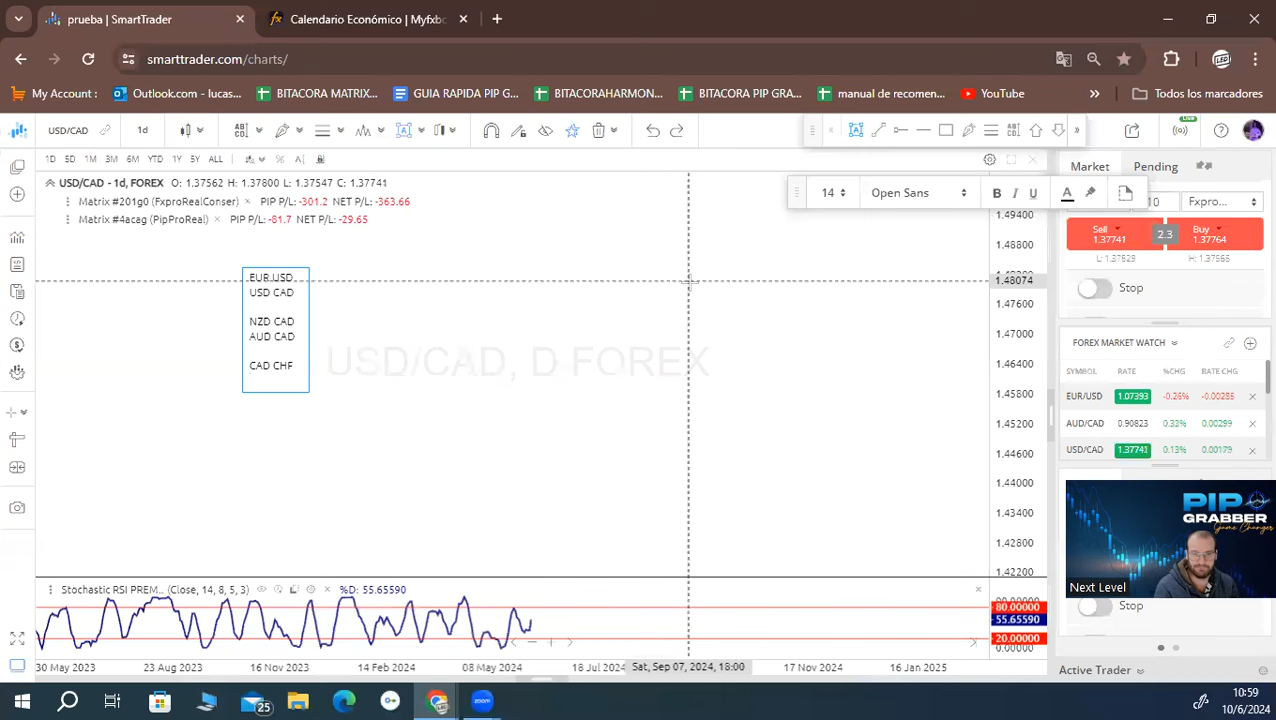 prueba | SmartTrader
Calendario Económico | Myfxb
smarttrader.com/charts/
My Account :
Outlook.com - lucas...
BITACORA MATRIX...
GUIA RAPIDA PIP G...
BITACORAHARMON...
BITACORA PIP GRA...
manual de recomen...
YouTube
Todos los marcadores
USD/CAD
1d
LIVE
1D 5D 1M 3M 6M YTD 1Y 5Y ALL
Market
Pending
USD/CAD - 1d, FOREX O: 1.37562 H: 1.37800 L: 1.37547 C: 1.37741
Matrix #201g0 (FxproRealConser) × PIP P/L: -301.2 NET P/L: -363.66
Matrix #4acag (PipProReal) × PIP P/L: -81.7 NET P/L: -29.65
14
Open Sans
B I U A
10
Fxpro...
Sell
1.37741
2.3
Buy
1.37764
L: 1.37529
H: 1.37565
Stop
EUR USD
USD CAD
NZD CAD
AUD CAD
CAD CHF
USD/CAD, D FOREX
1.49400
1.48800
1.48074
1.47600
1.47000
1.46400
1.45800
1.45200
1.44600
1.44000
1.43400
1.42800
1.42200
FOREX MARKET WATCH
SYMBOL RATE %CHG RATE CHG
EUR/USD 1.07393 -0.26% -0.00285
AUD/CAD 0.90823 0.33% 0.00299
USD/CAD 1.37741 0.13% 0.00179
PIP
GRABBER
Game Changer
Next Level
Stop
Stochastic RSI PREM... (Close, 14, 8, 5, 3)
%D: 55.65590
80.00000
55.65590
20.00000
0.00000
30 May 2023
23 Aug 2023
16 Nov 2023
14 Feb 2024
08 May 2024
18 Jul 2024
Sat, Sep 07, 2024, 18:00
17 Nov 2024
16 Jan 2025
Active Trader
25
10:59
10/6/2024